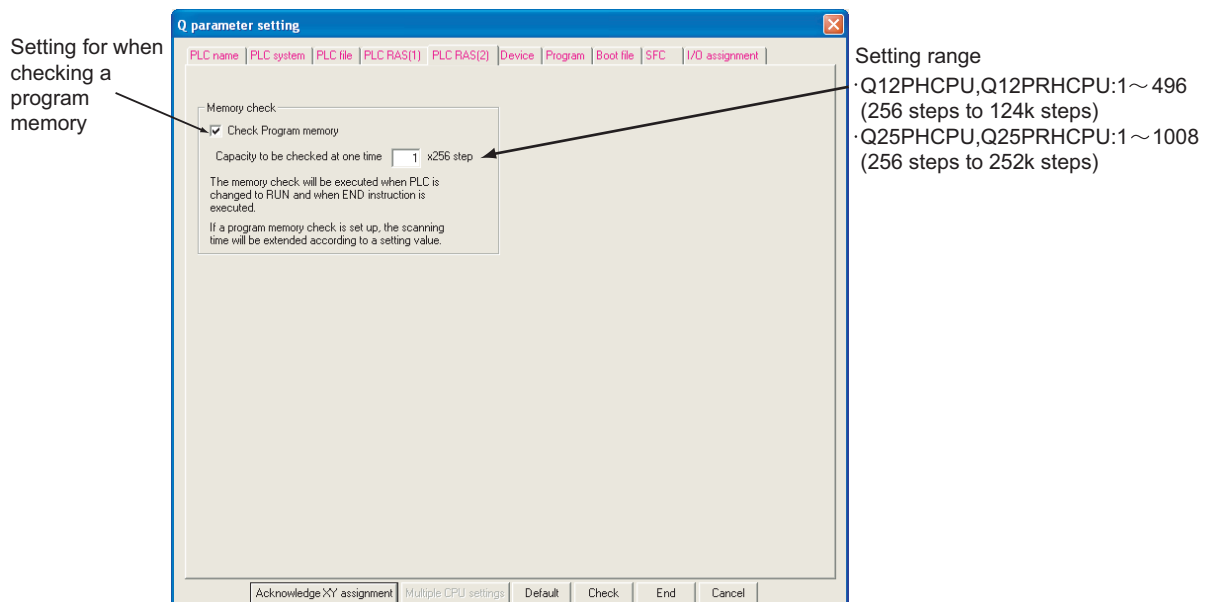 Q parameter setting
Setting for when
checking a
program
memory
PLC name PLC system PLC file PLC RAS(1) PLC RAS(2) Device Program Boot file SFC I/O assignment
Memory check
Check Program memory
Capacity to be checked at one time 1 x256 step
The memory check will be executed when PLC is
changed to RUN and when END instruction is
executed.
If a program memory check is set up, the scanning
time will be extended according to a setting value.
Setting range
·Q12PHCPU,Q12PRHCPU:1～496
(256 steps to 124k steps)
·Q25PHCPU,Q25PRHCPU:1～1008
(256 steps to 252k steps)
Acknowledge XY assignment Multiple CPU settings Default Check End Cancel